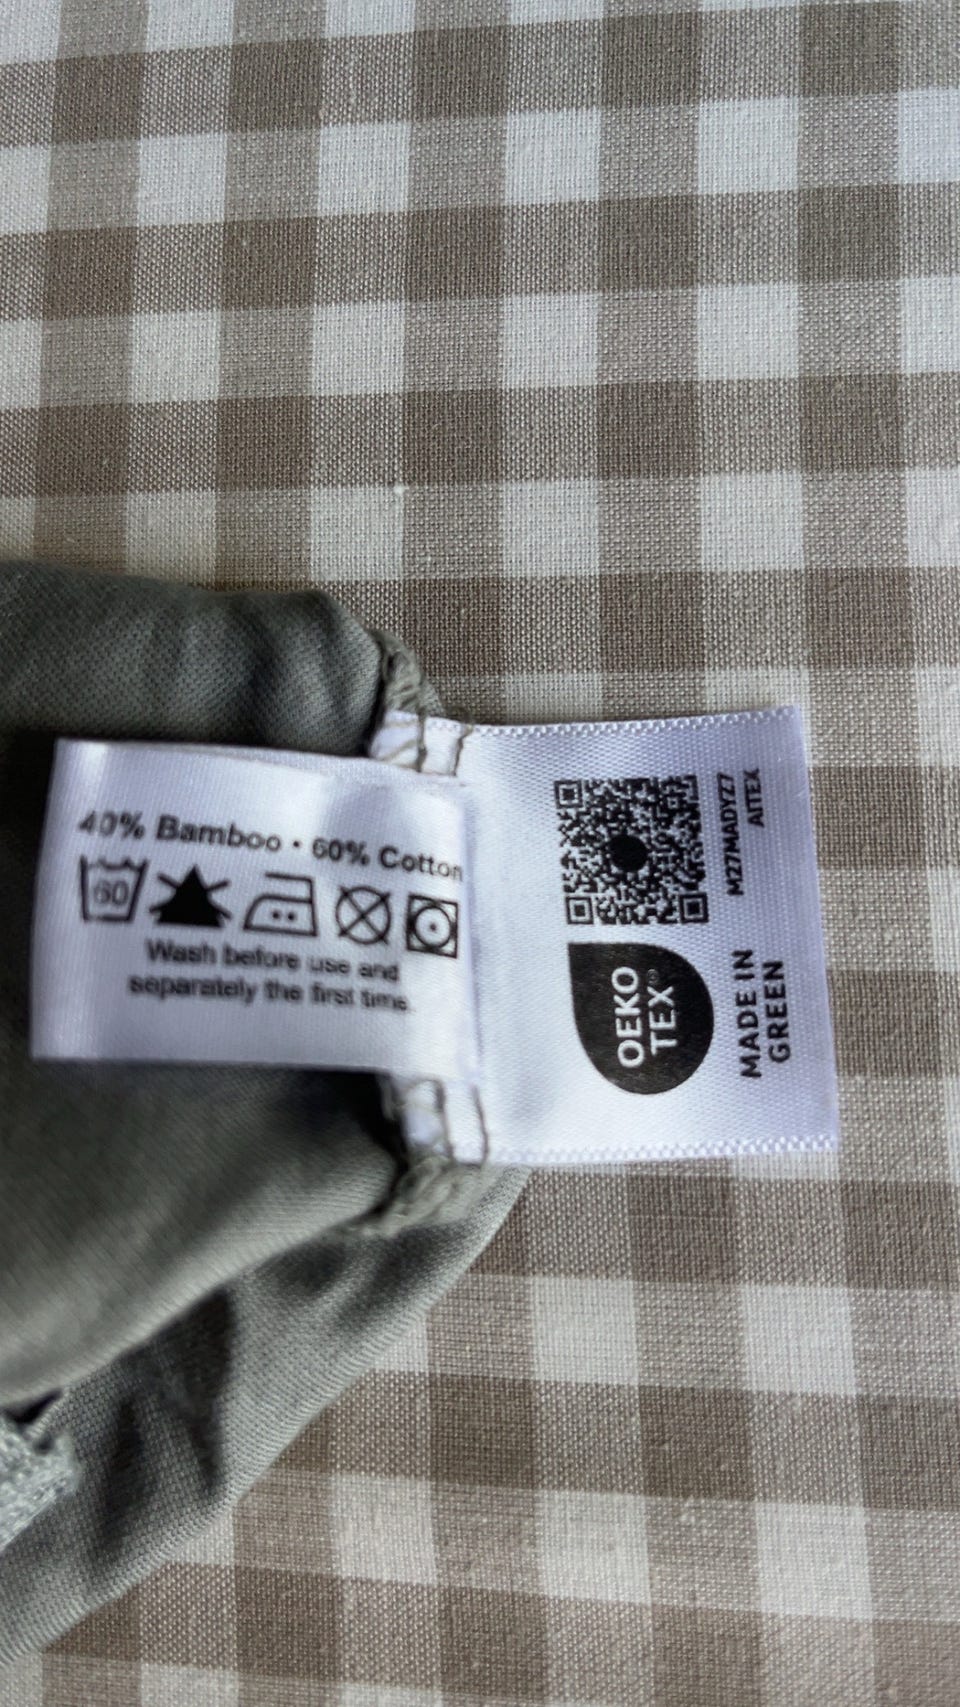 40% Bamboo • 60% Cotton
60
Wash before use and
separately the first time.
M27MADYZ7
AITEX
OEKO
TEX®
MADE IN
GREEN